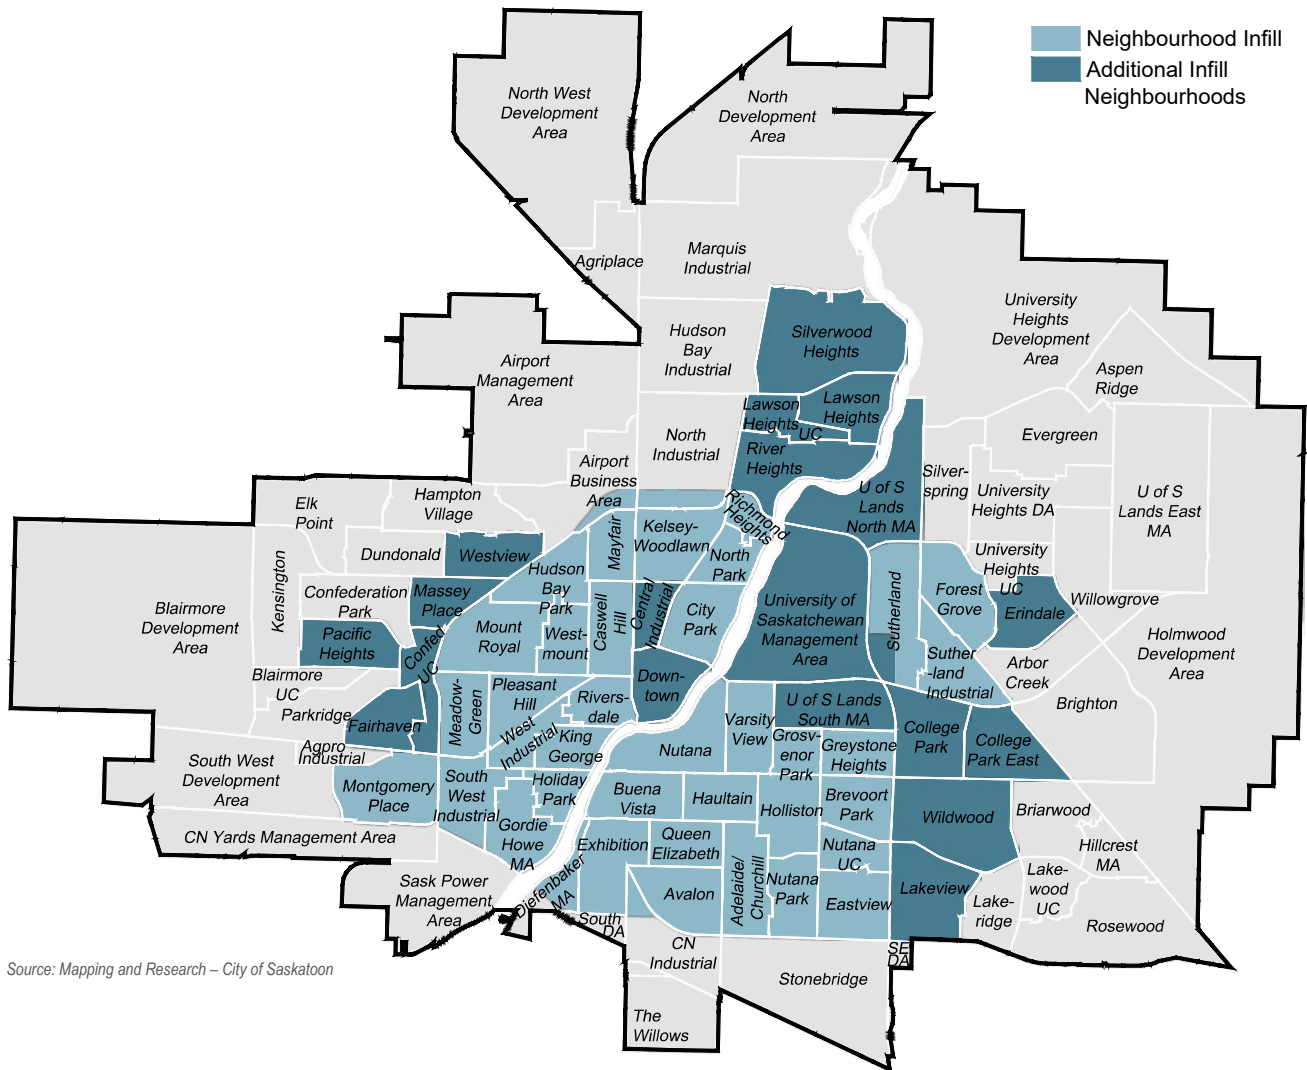 Neighbourhood Infill
Additional Infill
Neighbourhoods
North West
Development
Area
North
Development
Area
Agriplace
Marquis
Industrial
University
Heights
Development
Area
Hudson
Bay
Industrial
Silverwood
Heights
Airport
Management
Area
Aspen
Ridge
Lawson
Heights
UC
Lawson
Heights
North
Industrial
River
Heights
Evergreen
Airport
Business
Area
Silver-
spring
University
Heights DA
U of S
Lands East
MA
U of S
Lands
North MA
Hampton
Village
Elk
Point
Richmond
Heights
Mayfair
Kelsey-
Woodlawn
Dundonald
Westview
North
Park
University
Heights
UC
Kensington
Confederation
Park
Massey
Place
Hudson
Bay
Park
Forest
Grove
Erindale
Willowgrove
Blairmore
Development
Area
Caswell
Hill
Central
Industrial
City
Park
University of
Saskatchewan
Management
Area
Sutherland
Pacific
Heights
Confed
UC
Mount
Royal
West-
mount
Holmwood
Development
Area
Blairmore
UC
Suther
-land
Industrial
Arbor
Creek
Parkridge
Fairhaven
Meadow-
Green
Pleasant
Hill
Rivers-
dale
Down-
town
Brighton
U of S Lands
South MA
West
Industrial
Varsity
View
College
Park
College
Park East
Agpro
Industrial
King
George
Nutana
Grosv-
enor
Park
Greystone
Heights
South West
Development
Area
Montgomery
Place
South
West
Industrial
Holiday
Park
Buena
Vista
Haultain
Holliston
Brevoort
Park
Wildwood
Briarwood
CN Yards Management Area
Gordie
Howe
MA
Exhibition
Queen
Elizabeth
Nutana
UC
Hillcrest
MA
Sask Power
Management
Area
Diefenbaker
MA
Avalon
Adelaide/
Churchill
Nutana
Park
Eastview
Lakeview
Lake-
ridge
Lake-
wood
UC
Rosewood
South
DA
CN
Industrial
SE
DA
Stonebridge
Source: Mapping and Research – City of Saskatoon
The
Willows